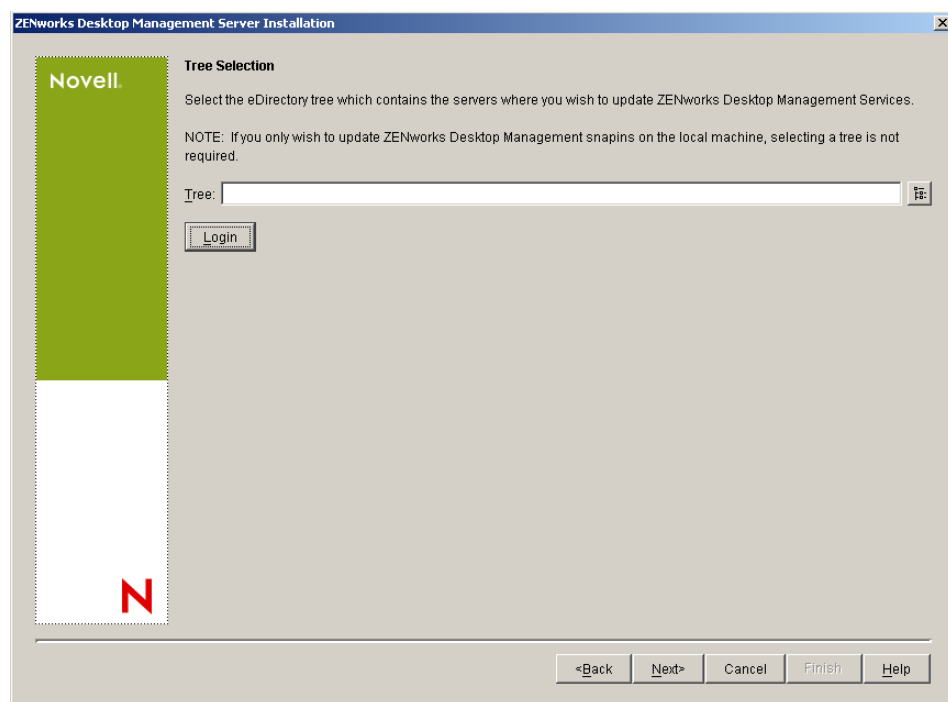 ZENworks Desktop Management Server Installation
Novell.
Tree Selection
Select the eDirectory tree which contains the servers where you wish to update ZENworks Desktop Management Services.
NOTE: If you only wish to update ZENworks Desktop Management snapins on the local machine, selecting a tree is not
required.
Tree:
Login
N
<Back Next> Cancel Finish Help